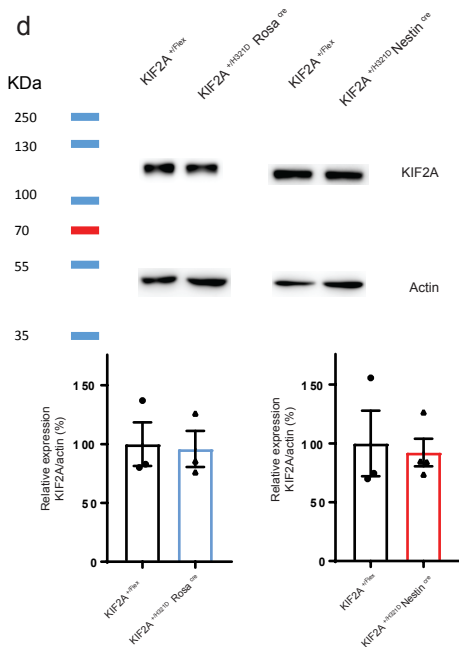 d
KIF2A +/Flex
KIF2A +/H321D Rosa cre
KIF2A +/Flex
KIF2A +/H321D Nestin cre
KDa
250
130
100
70
55
35
KIF2A
Actin
Relative expression
KIF2A/actin (%)
150
100
50
0
KIF2A +/Flex
KIF2A +/H321D Rosa cre
Relative expression
KIF2A/actin (%)
150
100
50
0
KIF2A +/Flex
KIF2A +/H321D Nestin cre